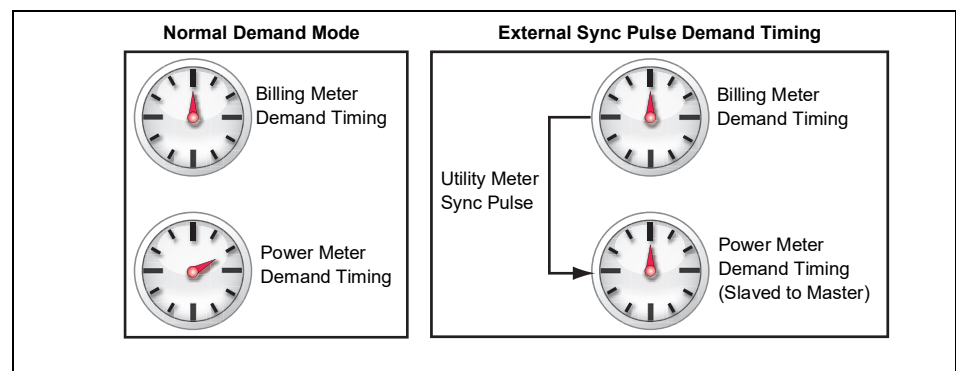 Normal Demand Mode
Billing Meter
Demand Timing
Power Meter
Demand Timing
External Sync Pulse Demand Timing
Billing Meter
Demand Timing
Utility Meter
Sync Pulse
Power Meter
Demand Timing
(Slaved to Master)